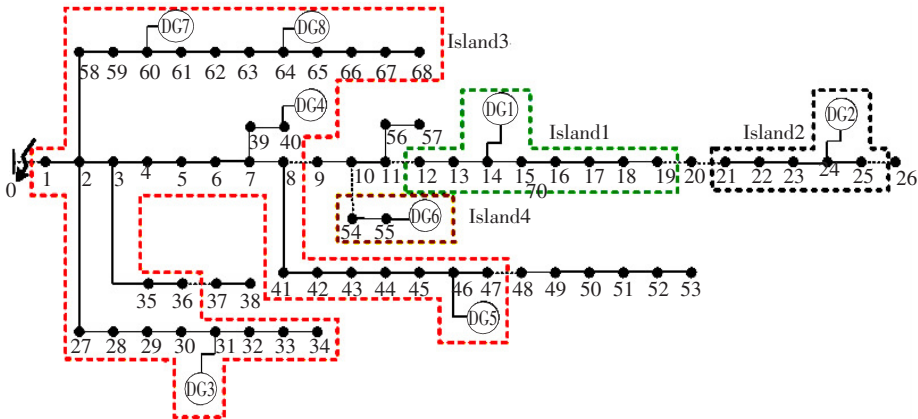 DG7 DG8
Island3
58 59 60 61 62 63 64 65 66 67 68
DG4 DG1 DG2
39 40 56 57 Island1 Island2
0 1 2 3 4 5 6 7 8 9 10 11 12 13 14 15 16 17 18 19 20 21 22 23 24 25 26
70
54 55 DG6 Island4
35 36 37 38 41 42 43 44 45 46 47 48 49 50 51 52 53
DG5
27 28 29 30 31 32 33 34
DG3